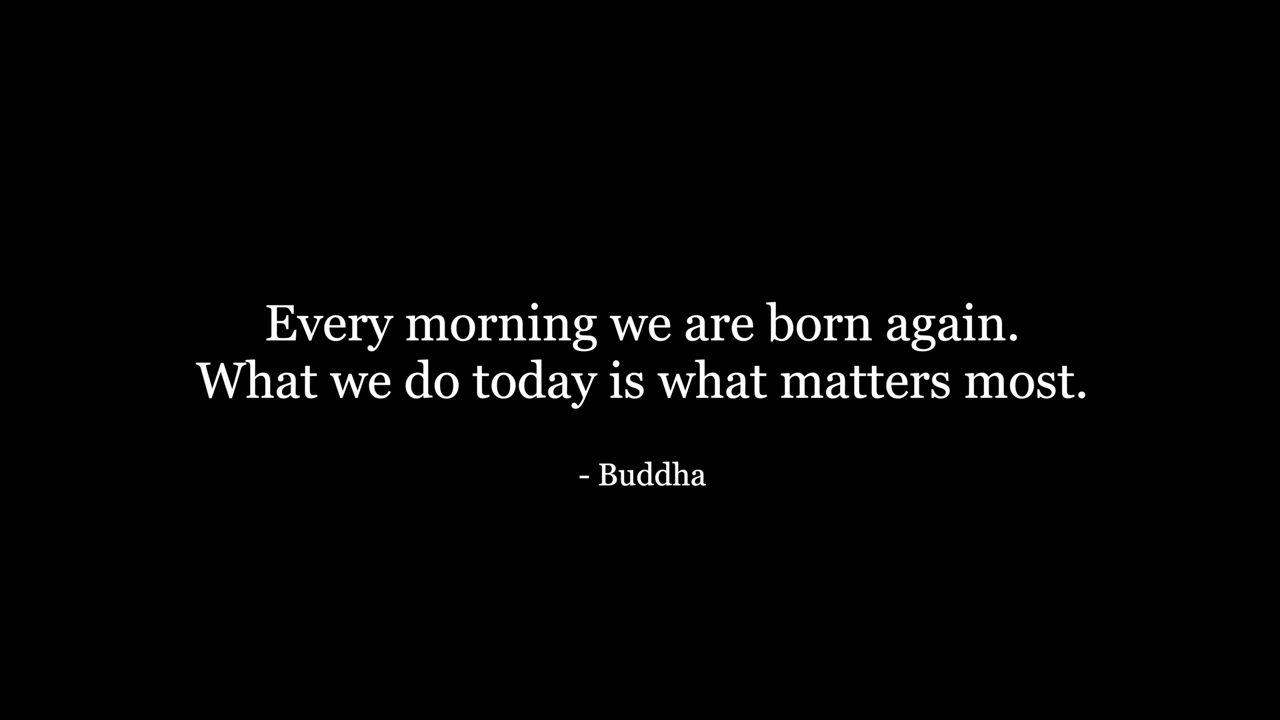 Every morning we are born again.
What we do today is what matters most.
- Buddha